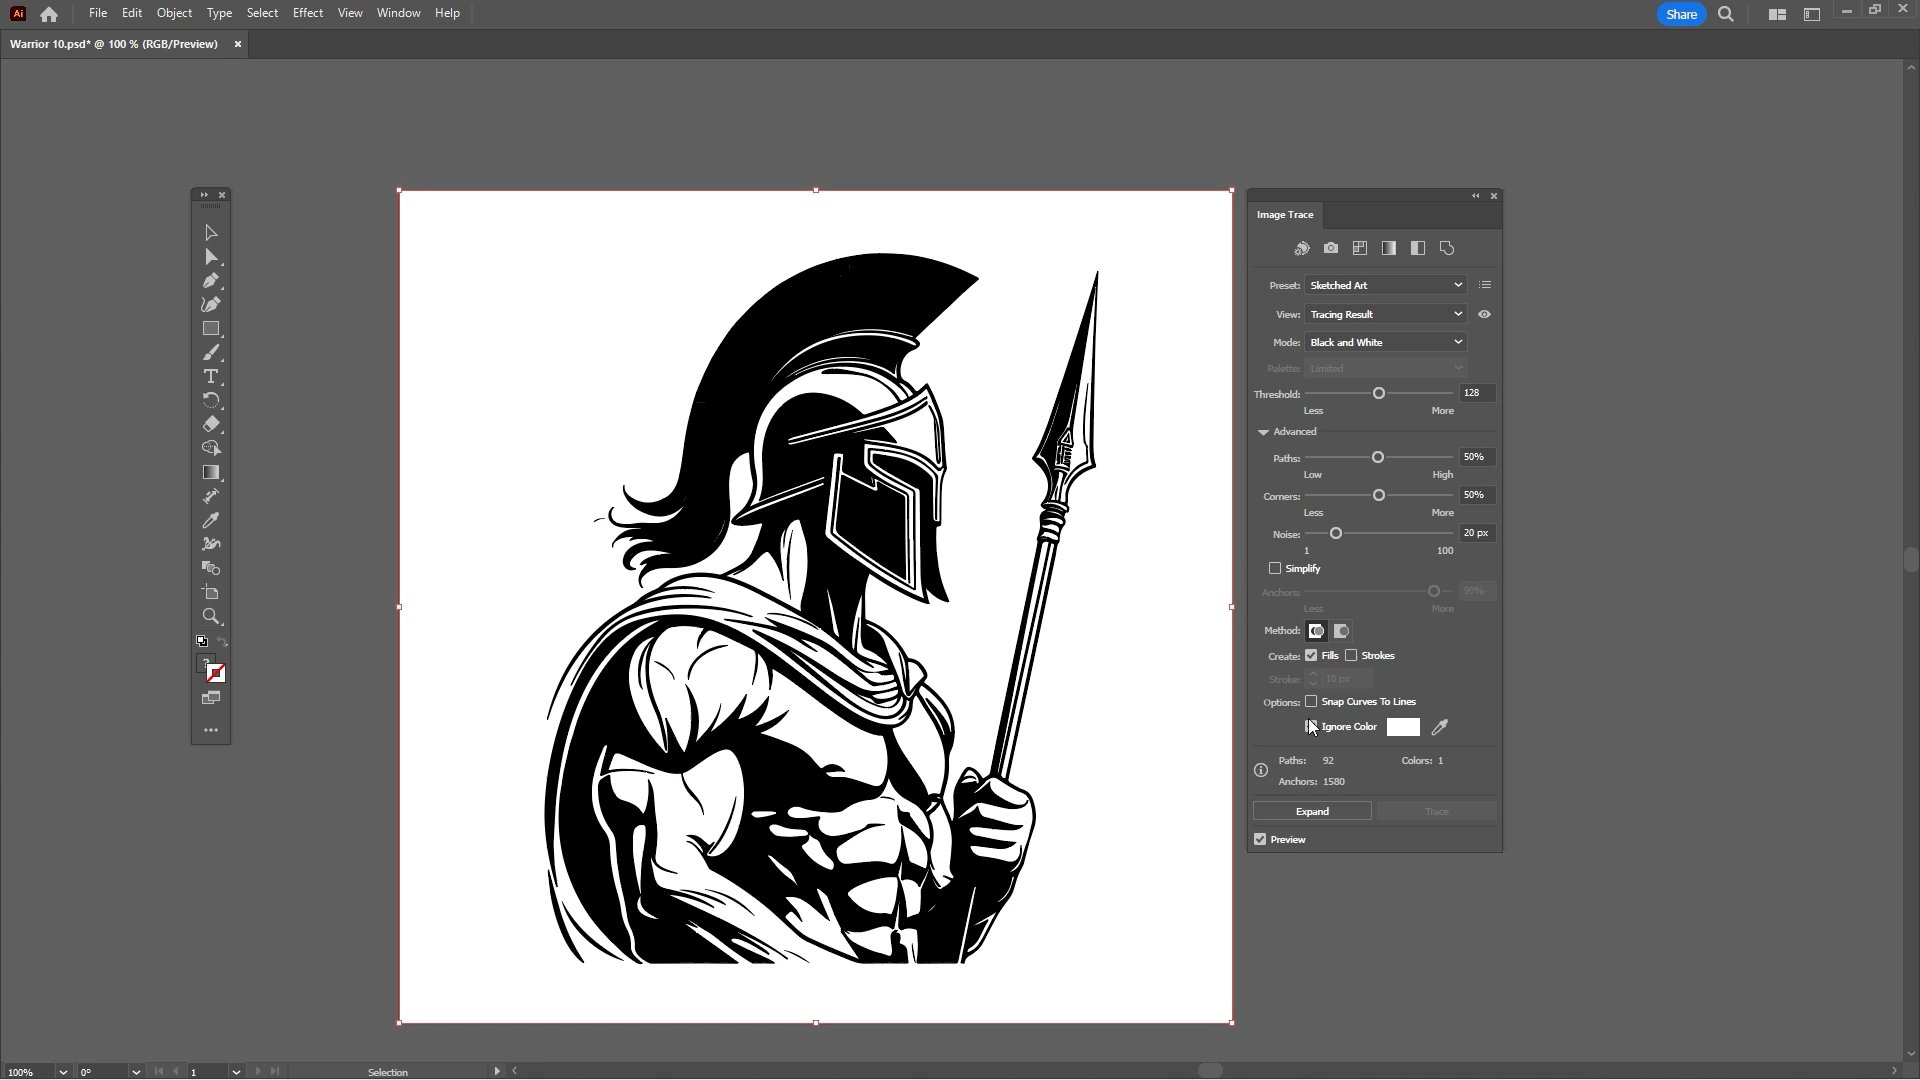 Ai File Edit Object Type Select Effect View Window Help Share
Warrior 10.psd* @ 100 % (RGB/Preview) ×
Image Trace
Preset: Sketched Art
View: Tracing Result
Mode: Black and White
Palette: Limited
Threshold: 128
Less More
Advanced
Paths: 50%
Low High
Corners: 50%
Less More
Noise: 20 px
1 100
Simplify
Anchors: 90%
Less More
Method:
Create: Fills Strokes
Stroke: 10 px
Options: Snap Curves To Lines
Ignore Color
Paths: 92 Colors: 1
Anchors: 1580
Expand Trace
Preview
100% 0° 1 Selection